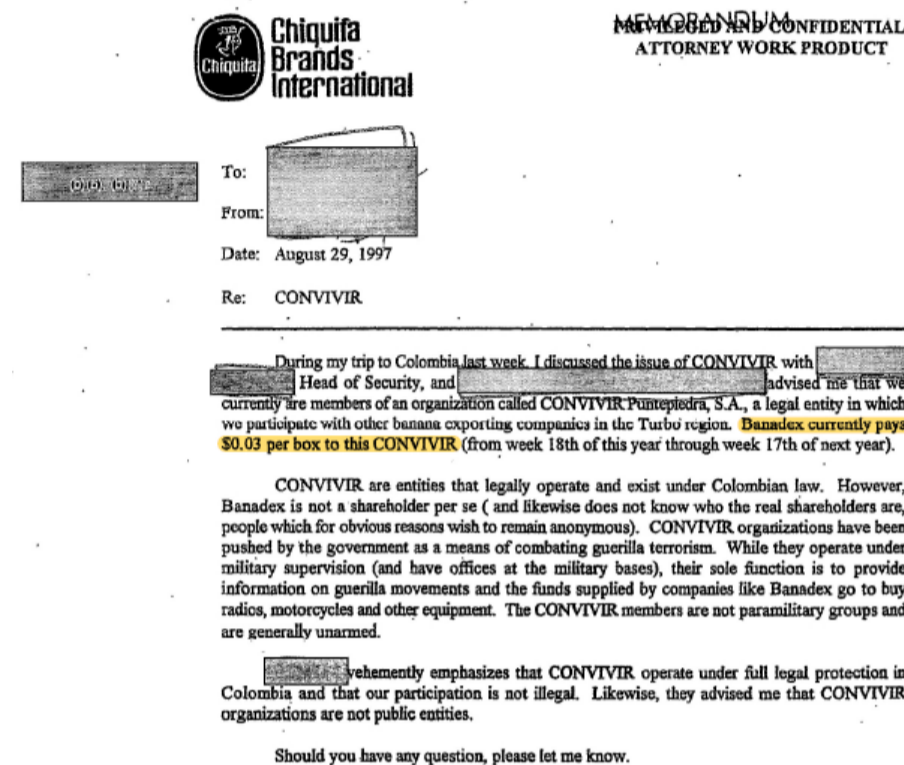 Chiquita
Brands
International
Chiquita
MEMORANDUM
PRIVILEGED AND CONFIDENTIAL
ATTORNEY WORK PRODUCT
To:
From:
Date: August 29, 1997
Re: CONVIVIR
During my trip to Colombia last week, I discussed the issue of CONVIVIR with
Head of Security, and advised me that we
currently are members of an organization called CONVIVIR Puntepiedra, S.A., a legal entity in which
we participate with other banana exporting companies in the Turbo region. Banadex currently pays
$0.03 per box to this CONVIVIR (from week 18th of this year through week 17th of next year).
CONVIVIR are entities that legally operate and exist under Colombian law. However,
Banadex is not a shareholder per se ( and likewise does not know who the real shareholders are,
people which for obvious reasons wish to remain anonymous). CONVIVIR organizations have been
pushed by the government as a means of combating guerilla terrorism. While they operate under
military supervision (and have offices at the military bases), their sole function is to provide
information on guerilla movements and the funds supplied by companies like Banadex go to buy
radios, motorcycles and other equipment. The CONVIVIR members are not paramilitary groups and
are generally unarmed.
vehemently emphasizes that CONVIVIR operate under full legal protection in
Colombia and that our participation is not illegal. Likewise, they advised me that CONVIVIR
organizations are not public entities.
Should you have any question, please let me know.